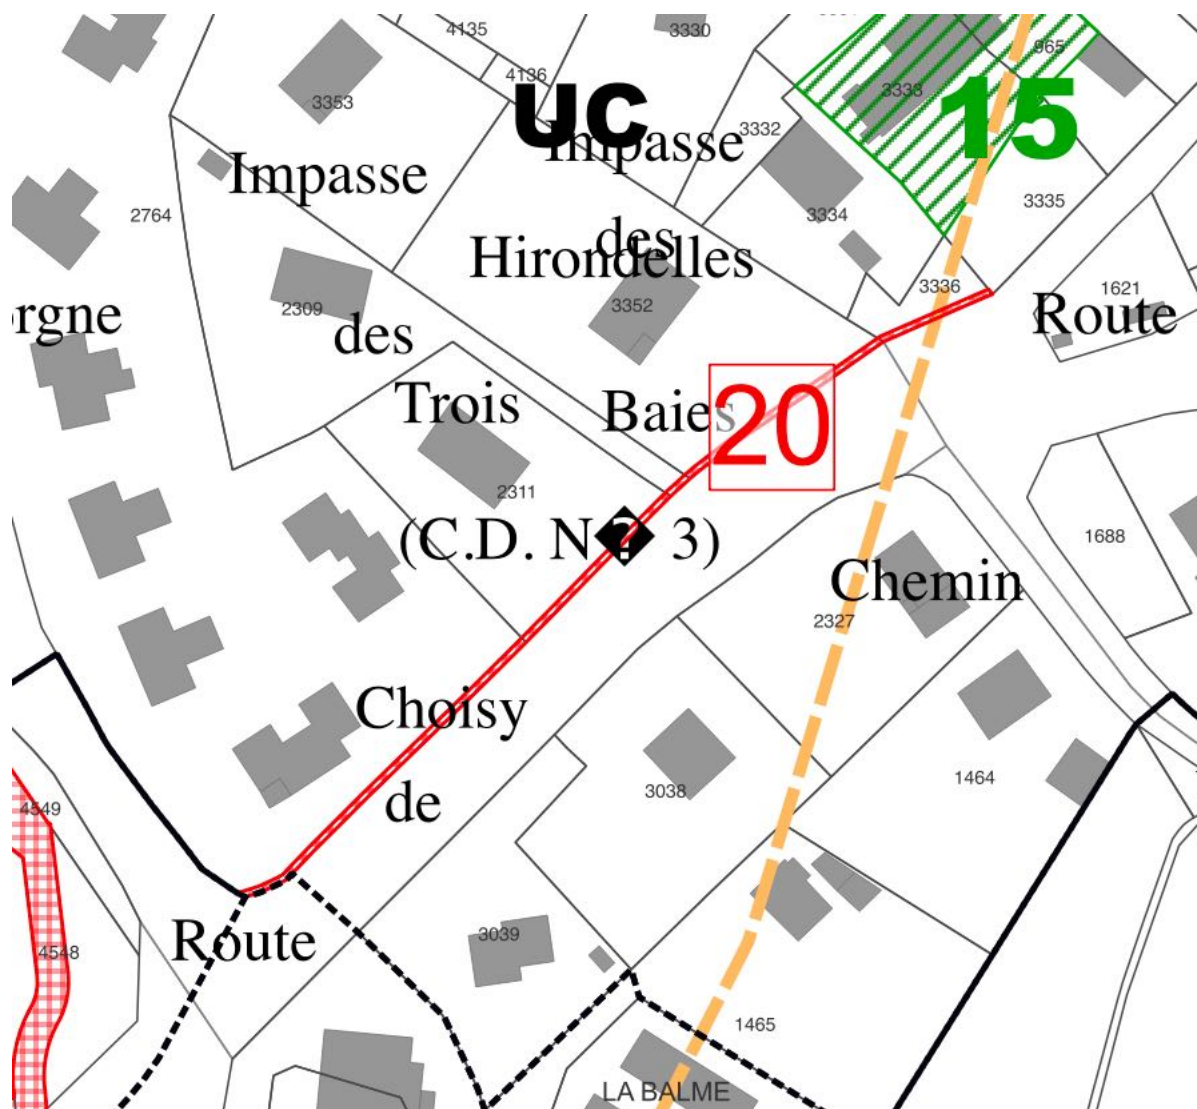 4135
3330
965
4136
UC
15
3353
3333
Impasse
3332
Impasse
2764
3334
3335
des
Hirondelles
3336
1621
rgne
2309
3352
Route
des
Trois
Baies
20
2311
(C.D. N ? 3)
1688
Chemin
2327
Choisy
3038
1464
de
4549
Route
3039
4548
1465
LA BALME